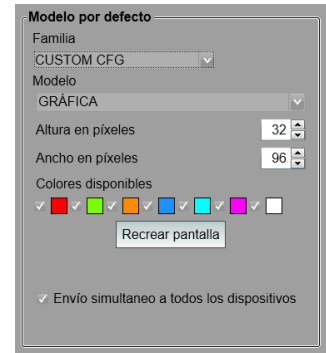 Modelo por defecto
Familia
CUSTOM CFG
Modelo
GRÁFICA
Altura en píxeles 32
Ancho en píxeles 96
Colores disponibles
Recrear pantalla
Envío simultaneo a todos los dispositivos